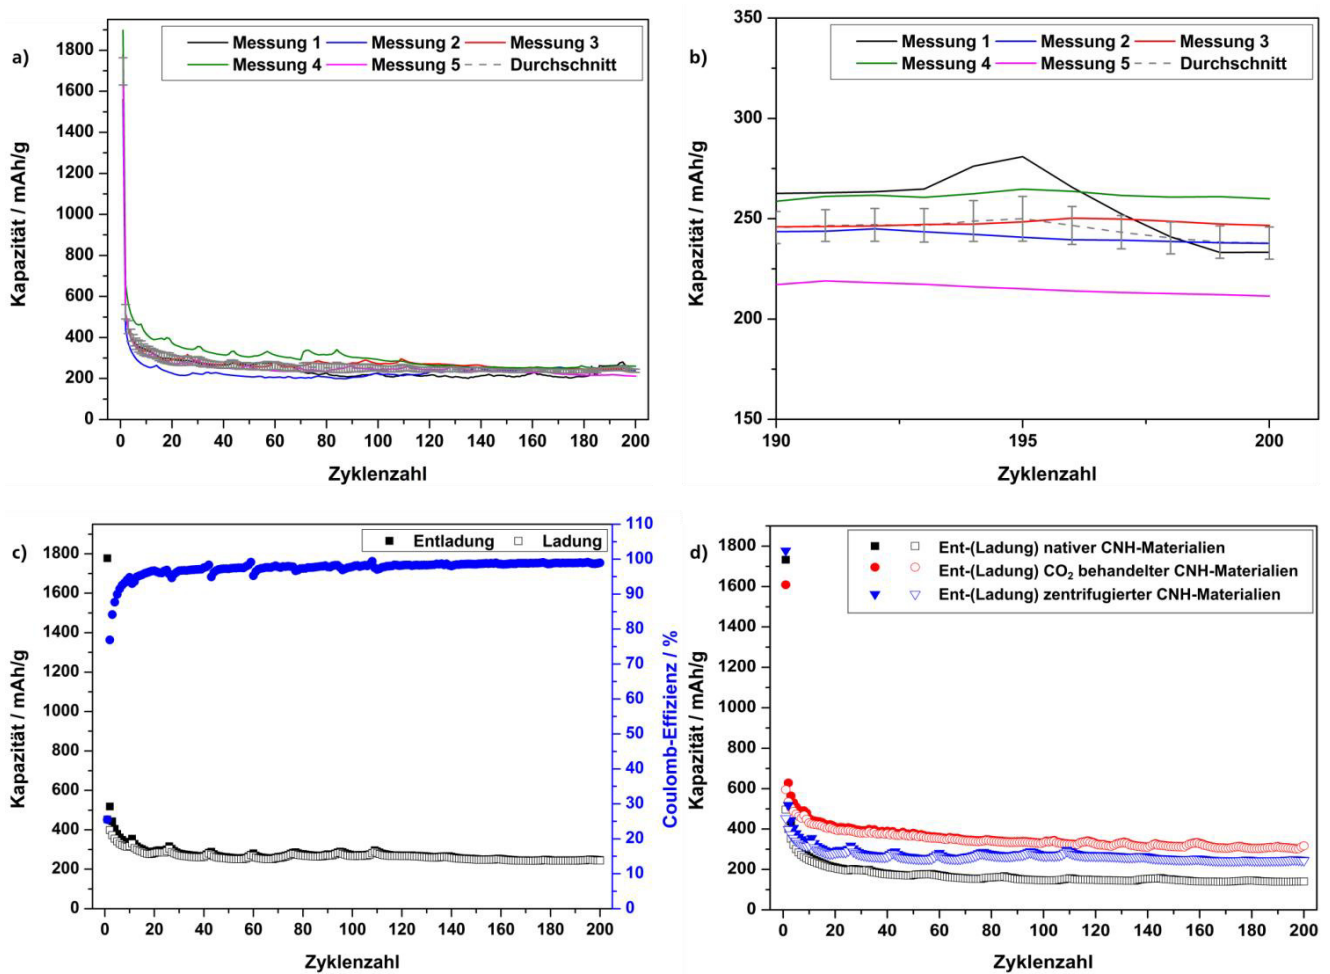 a)
Messung 1 Messung 2 Messung 3
Messung 4 Messung 5 Durchschnitt
Kapazität / mAh/g
1800
1600
1400
1200
1000
800
600
400
200
0
0 20 40 60 80 100 120 140 160 180 200
Zyklenzahl
b)
Messung 1 Messung 2 Messung 3
Messung 4 Messung 5 Durchschnitt
Kapazität / mAh/g
350
300
250
200
150
190 195 200
Zyklenzahl
c)
Entladung Ladung
Kapazität / mAh/g
1800
1600
1400
1200
1000
800
600
400
200
0
110
100
90
80
70
60
50
40
30
20
10
0
Coulomb-Effizienz / %
0 20 40 60 80 100 120 140 160 180 200
Zyklenzahl
d)
Ent-(Ladung) nativer CNH-Materialien
Ent-(Ladung) CO₂ behandelter CNH-Materialien
Ent-(Ladung) zentrifugierter CNH-Materialien
Kapazität / mAh/g
1800
1600
1400
1200
1000
800
600
400
200
0
0 20 40 60 80 100 120 140 160 180 200
Zyklenzahl